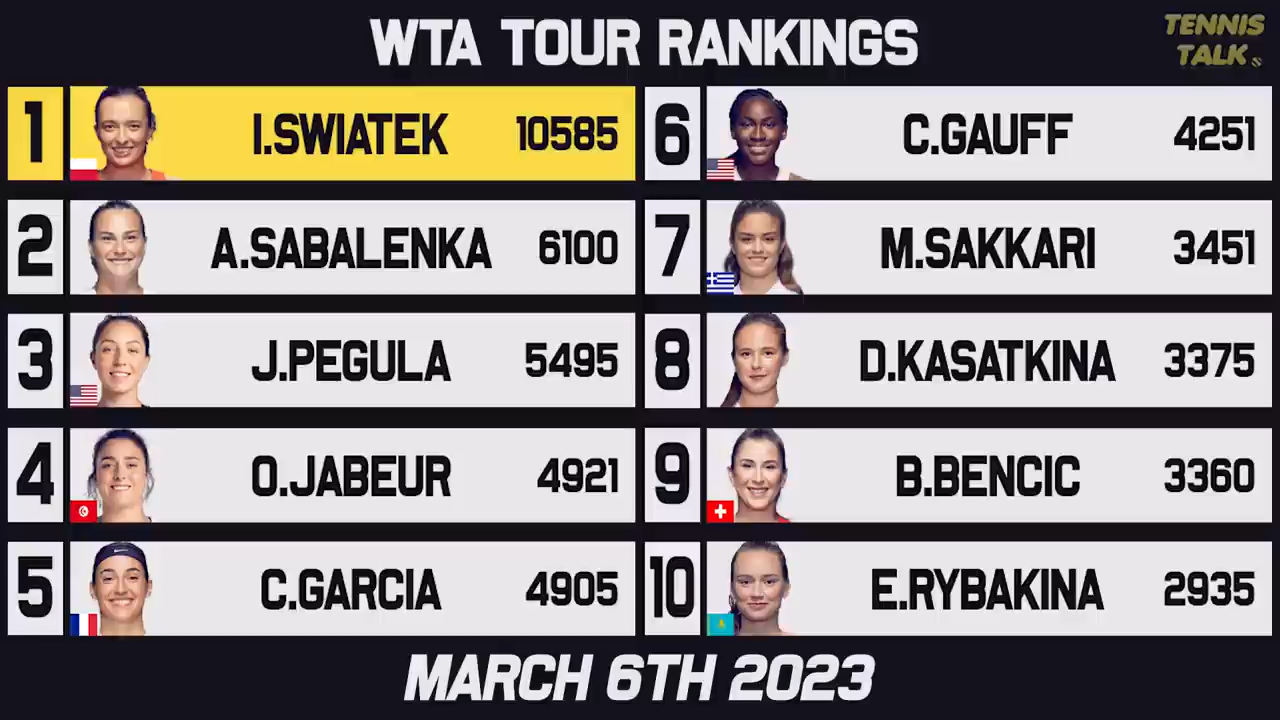 WTA TOUR RANKINGS
TENNIS
TALK
1 I.SWIATEK 10585
2 A.SABALENKA 6100
3 J.PEGULA 5495
4 O.JABEUR 4921
5 C.GARCIA 4905
6 C.GAUFF 4251
7 M.SAKKARI 3451
8 D.KASATKINA 3375
9 B.BENCIC 3360
10 E.RYBAKINA 2935
MARCH 6TH 2023